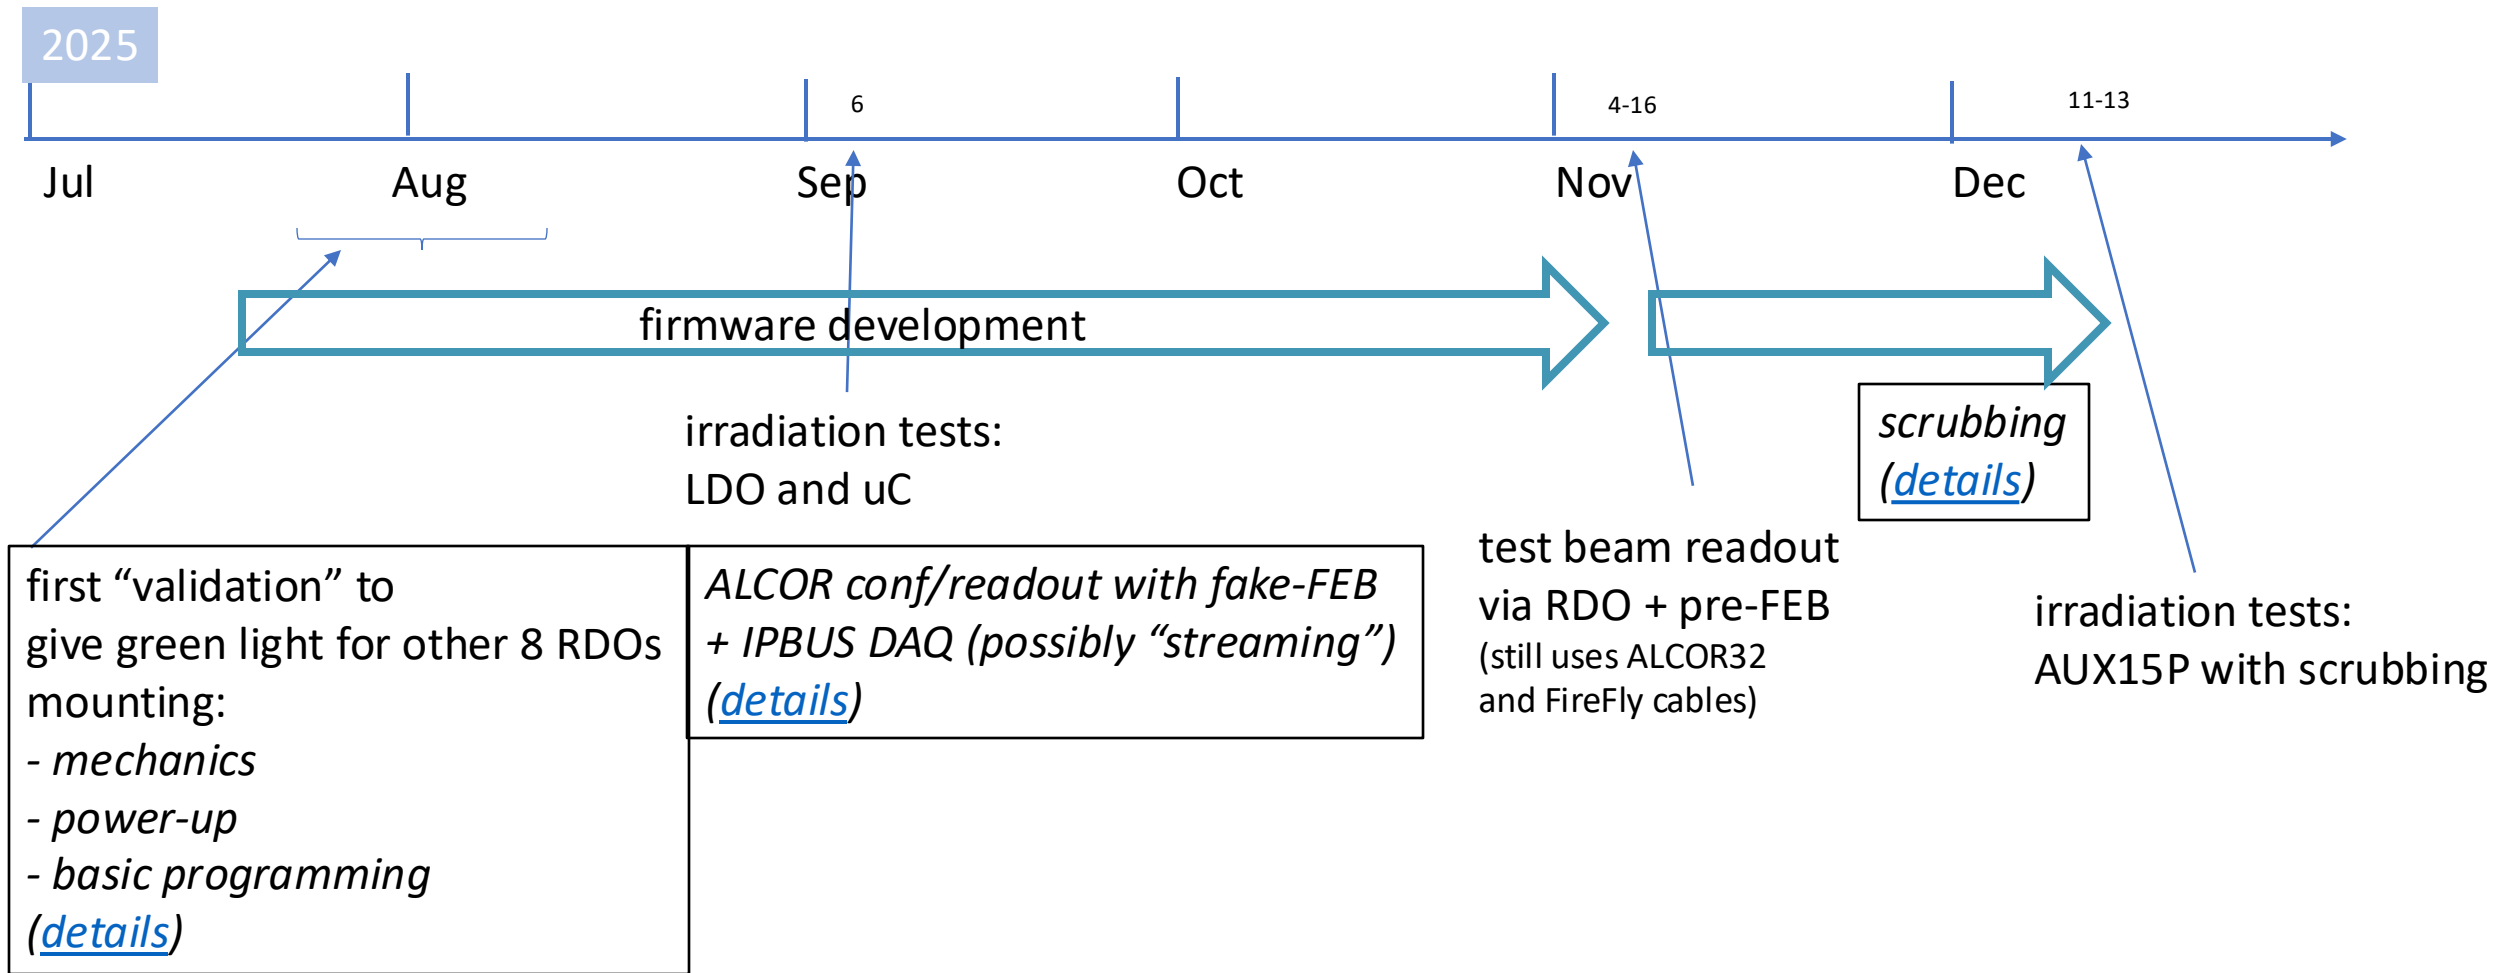 2025
6
4-16
11-13
Jul
Aug
Sep
Oct
Nov
Dec
firmware development
irradiation tests:
LDO and uC
scrubbing
(details)
first “validation” to
give green light for other 8 RDOs
mounting:
- mechanics
- power-up
- basic programming
(details)
ALCOR conf/readout with fake-FEB
+ IPBUS DAQ (possibly “streaming”)
(details)
test beam readout
via RDO + pre-FEB
(still uses ALCOR32
and FireFly cables)
irradiation tests:
AUX15P with scrubbing